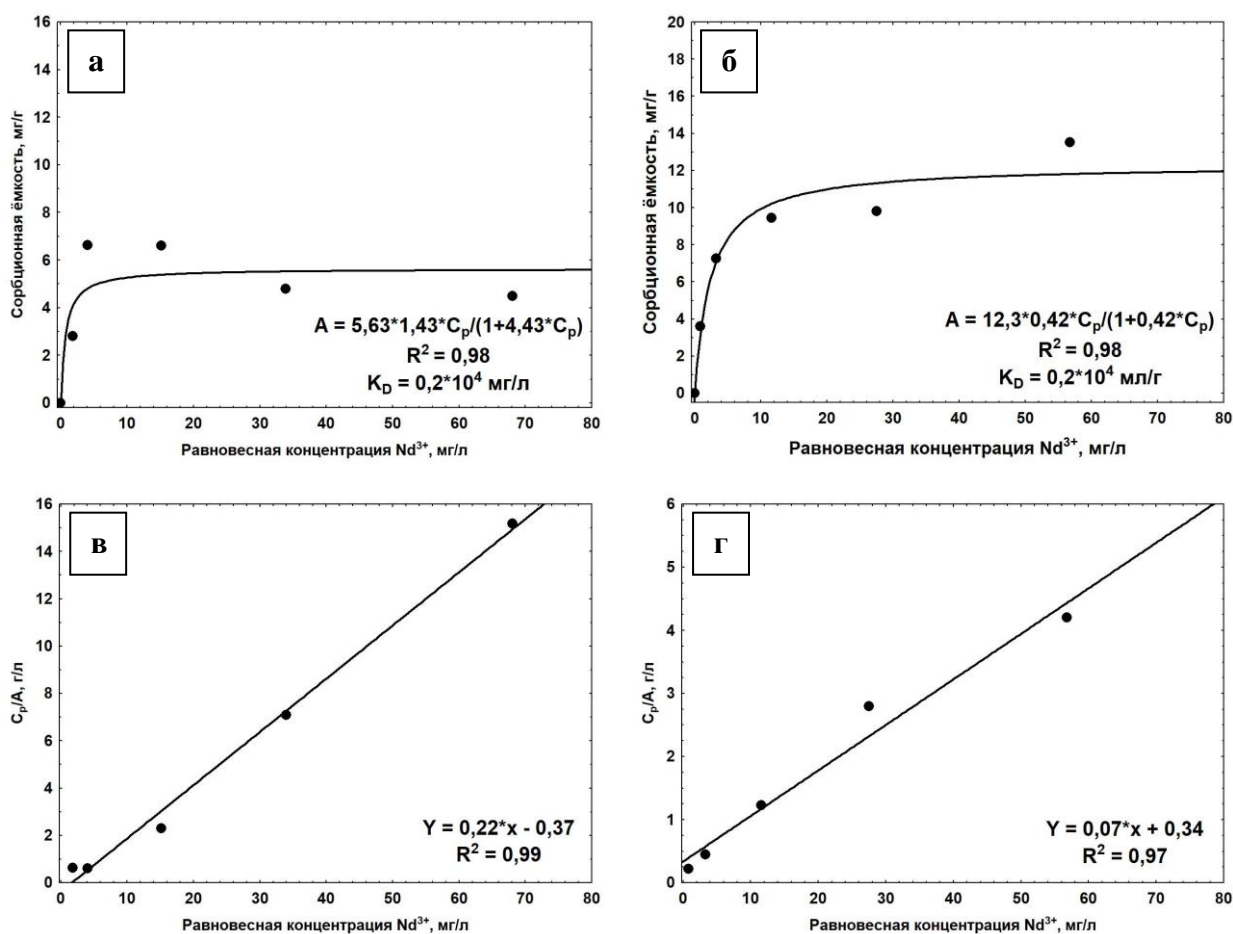 а
Сорбционная ёмкость, мг/г
16
14
12
10
8
6
4
2
0
A = 5,63*1,43*Cₚ/(1+4,43*Cₚ)
R² = 0,98
K_D = 0,2*10⁴ мг/л
0 10 20 30 40 50 60 70 80
Равновесная концентрация Nd³⁺, мг/л
б
Сорбционная ёмкость, мг/г
20
18
16
14
12
10
8
6
4
2
0
A = 12,3*0,42*Cₚ/(1+0,42*Cₚ)
R² = 0,98
K_D = 0,2*10⁴ мл/г
0 10 20 30 40 50 60 70 80
Равновесная концентрация Nd³⁺, мг/л
в
Cₚ/A, г/л
16
14
12
10
8
6
4
2
0
Y = 0,22*x - 0,37
R² = 0,99
0 10 20 30 40 50 60 70 80
Равновесная концентрация Nd³⁺, мг/л
г
Cₚ/A, г/л
6
5
4
3
2
1
0
Y = 0,07*x + 0,34
R² = 0,97
0 10 20 30 40 50 60 70 80
Равновесная концентрация Nd³⁺, мг/л